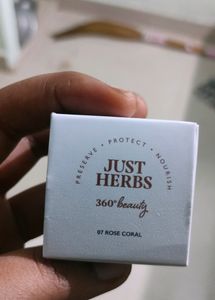 PRESERVE • PROTECT • NOURISH
JUST
HERBS
360° beauty
07 ROSE CORAL